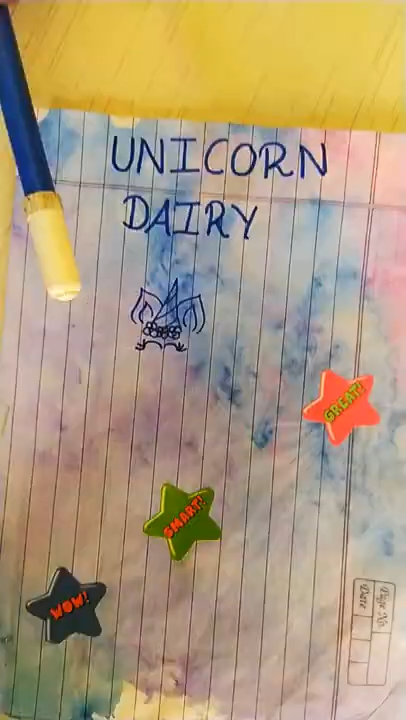 UNICORN
DAIRY
GREAT!
SMART!
WOW!
Page No.
Date